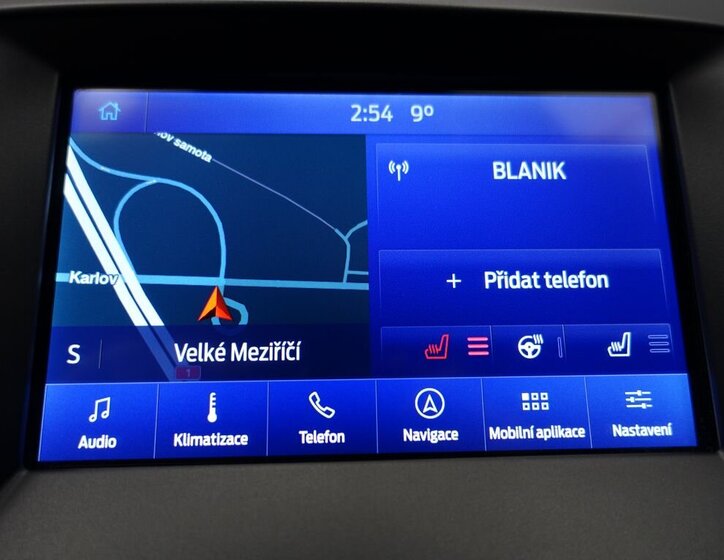 2:54 9°
ov samota
BLANIK
Karlov
+ Přidat telefon
S Velké Meziříčí
1
Audio Klimatizace Telefon Navigace Mobilní aplikace Nastavení